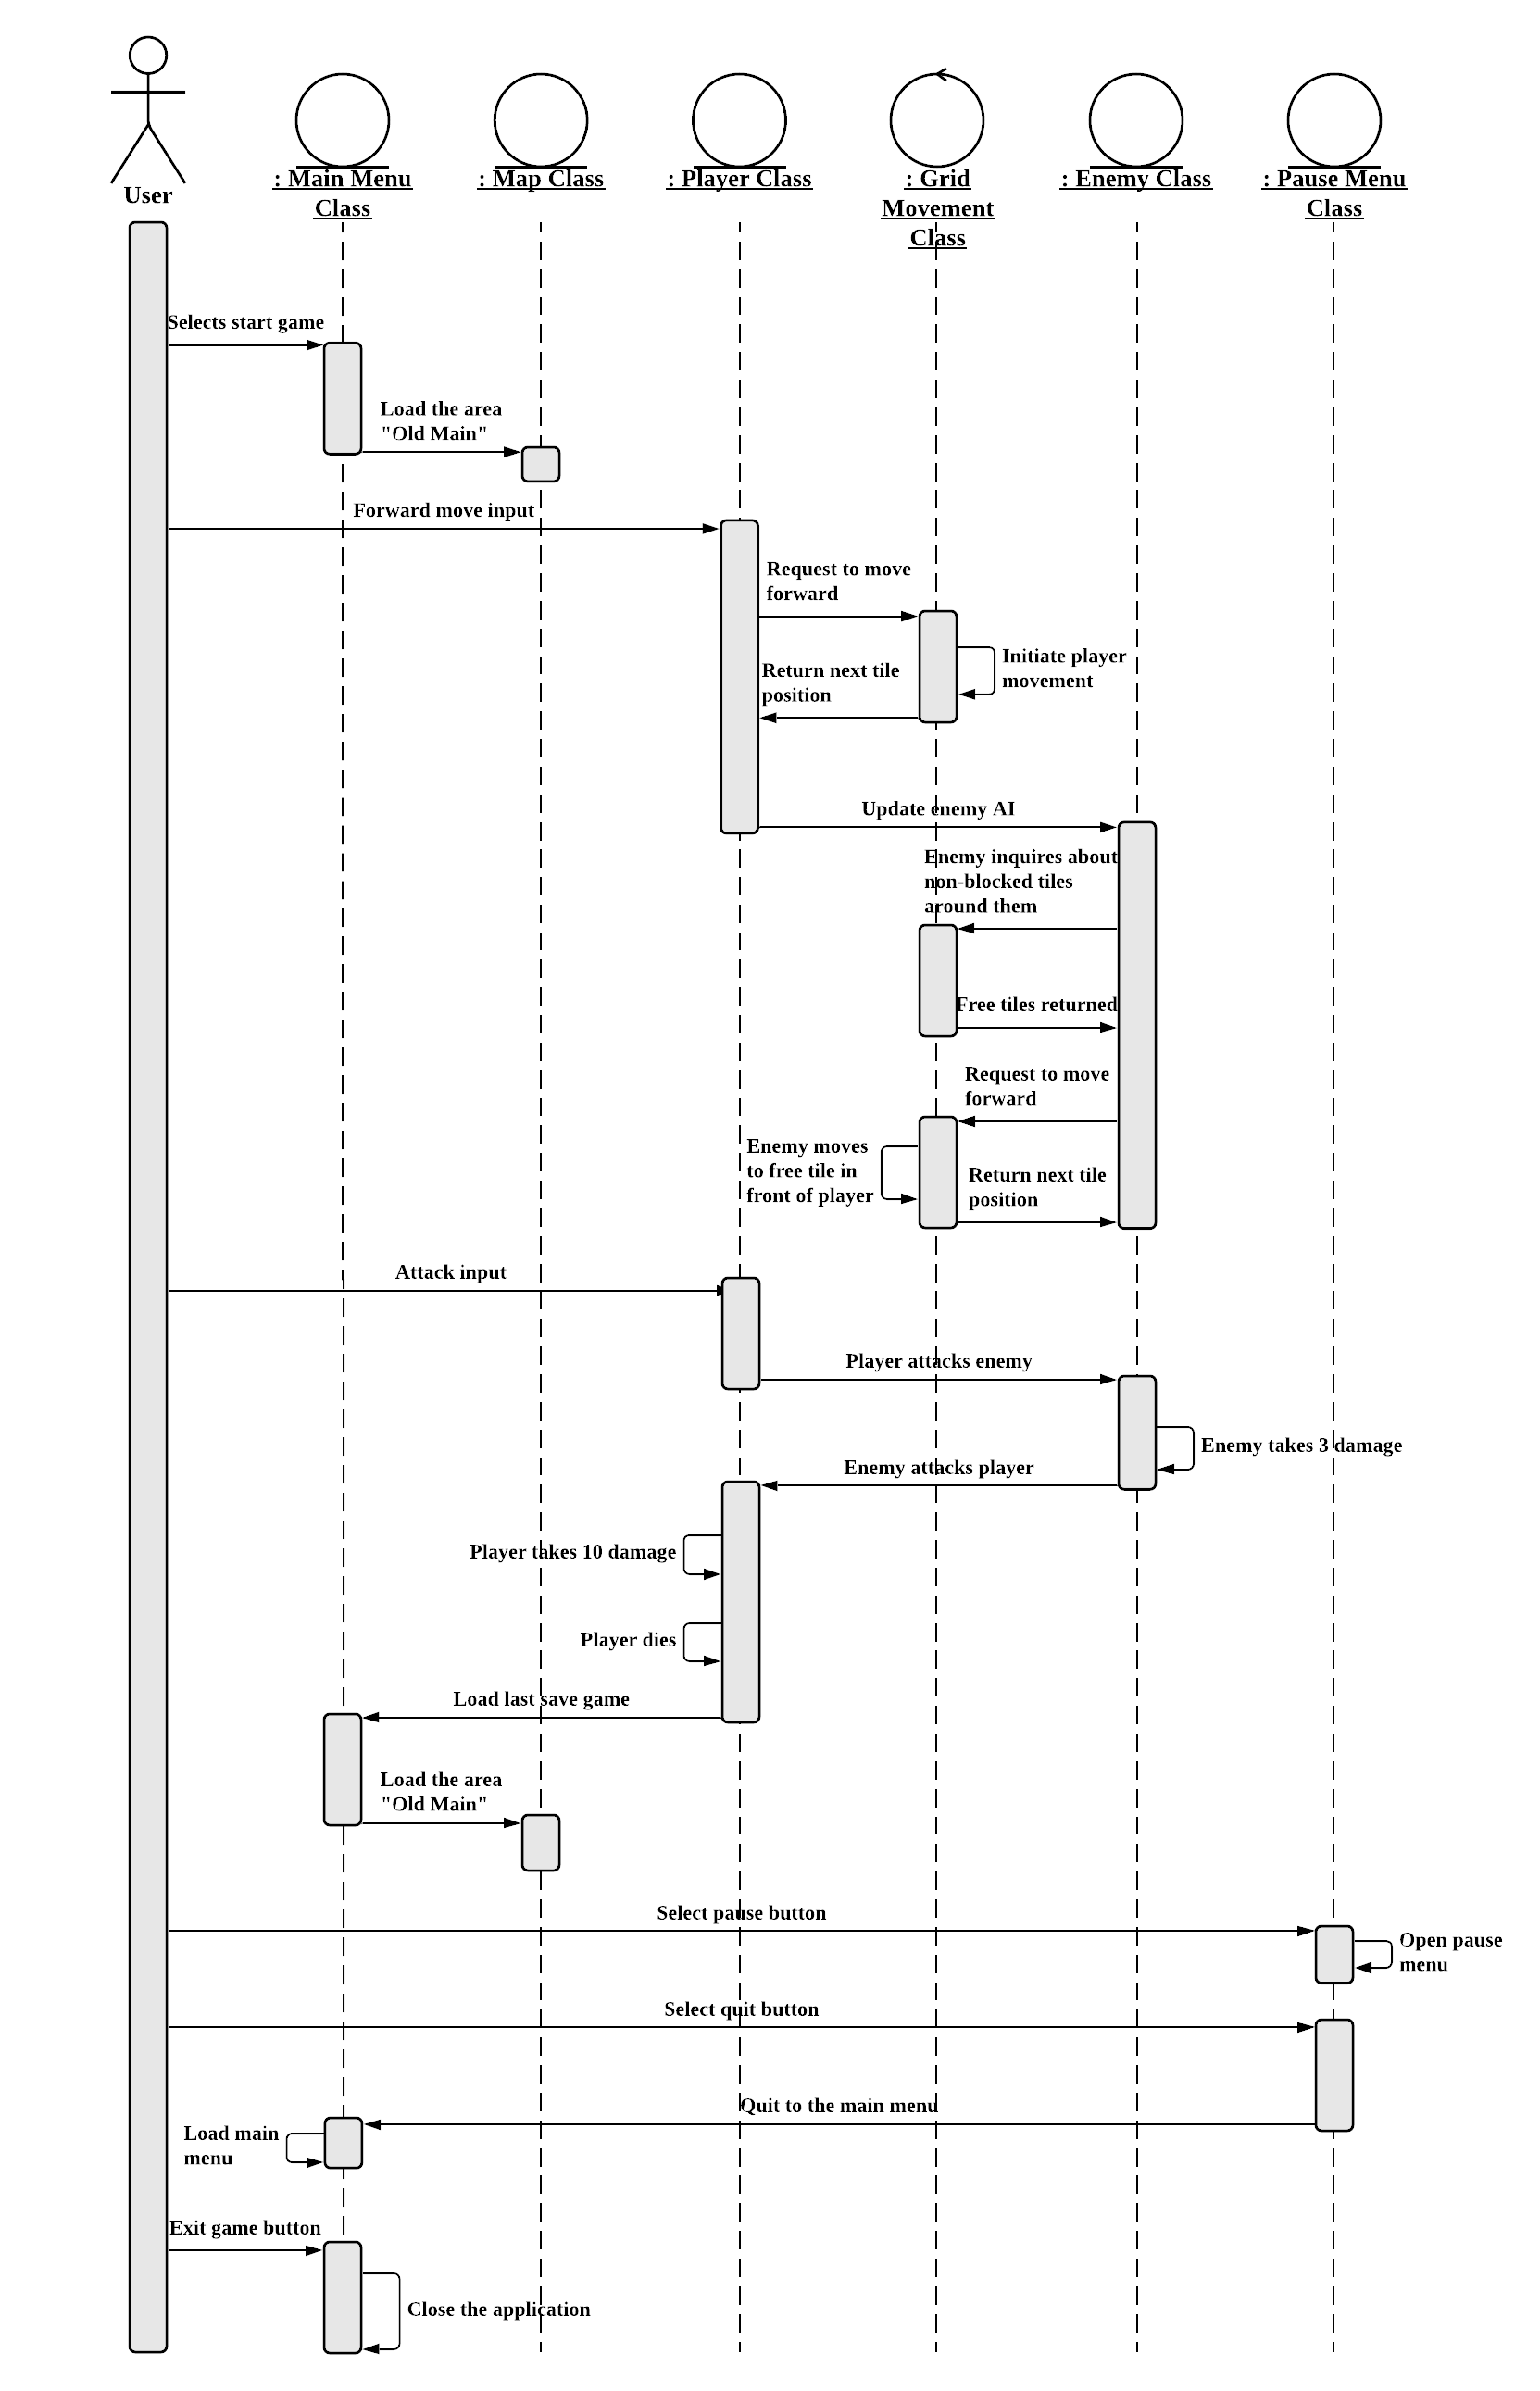 User
: Main Menu
Class
: Map Class
: Player Class
: Grid
Movement
Class
: Enemy Class
: Pause Menu
Class
Selects start game
Load the area
"Old Main"
Forward move input
Request to move
forward
Initiate player
movement
Return next tile
position
Update enemy AI
Enemy inquires about
non-blocked tiles
around them
Free tiles returned
Request to move
forward
Enemy moves
to free tile in
front of player
Return next tile
position
Attack input
Player attacks enemy
Enemy takes 3 damage
Enemy attacks player
Player takes 10 damage
Player dies
Load last save game
Load the area
"Old Main"
Select pause button
Open pause
menu
Select quit button
Quit to the main menu
Load main
menu
Exit game button
Close the application